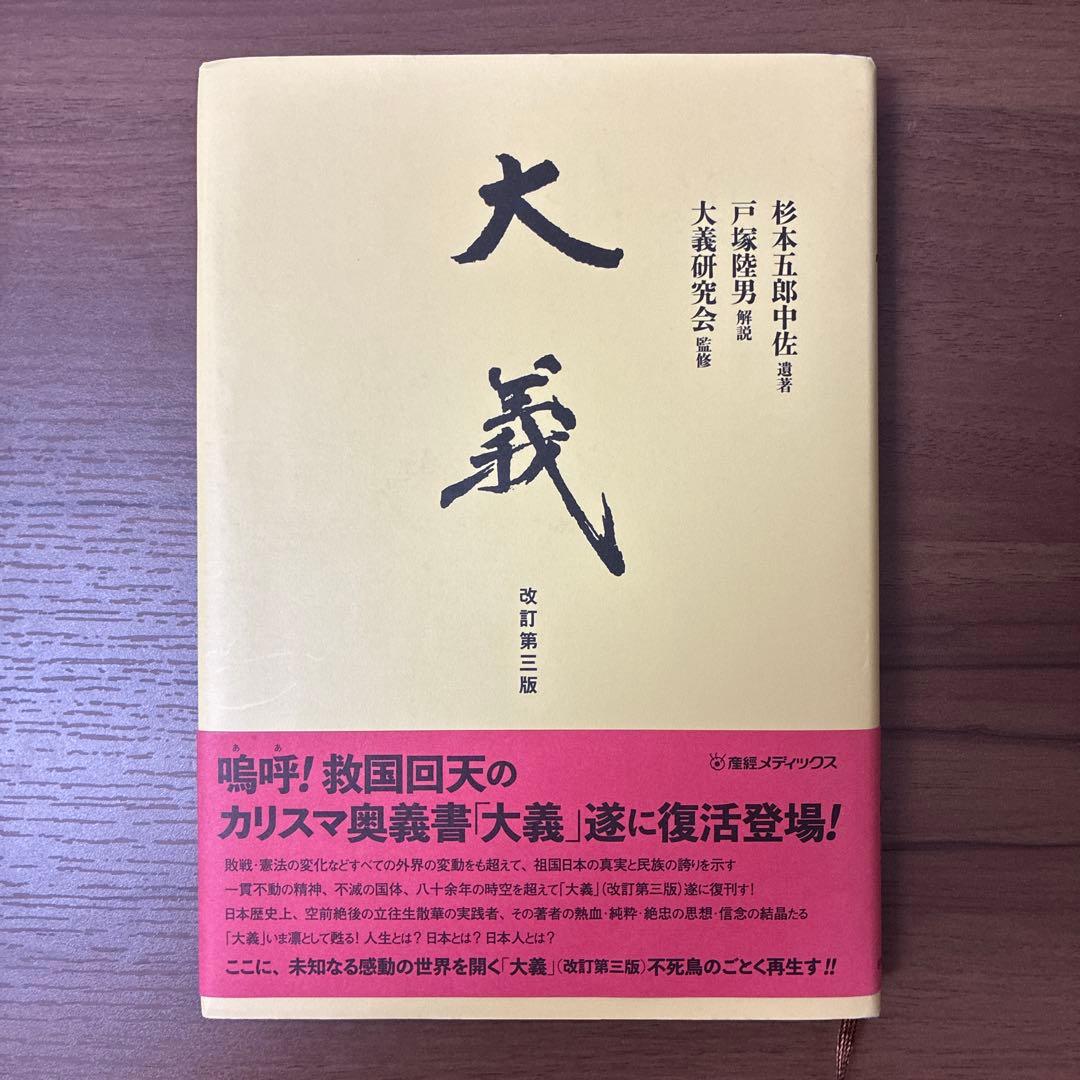 大義
改訂第三版
杉本五郎中佐 遺著
戸塚陸男 解説
大義研究会 監修
ああ
嗚呼！救国回天の
産經メディックス
カリスマ奥義書「大義」遂に復活登場！
敗戦・憲法の変化などすべての外界の変動をも超えて、祖国日本の真実と民族の誇りを示す
一貫不動の精神、不滅の国体、八十余年の時空を超えて「大義」（改訂第三版）遂に復刊す！
日本歴史上、空前絶後の立往生散華の実践者、その著者の熱血・純粋・絶忠の思想・信念の結晶たる
「大義」いま凛として甦る！人生とは？日本とは？日本人とは？
ここに、未知なる感動の世界を開く「大義」（改訂第三版）不死鳥のごとく再生す！！